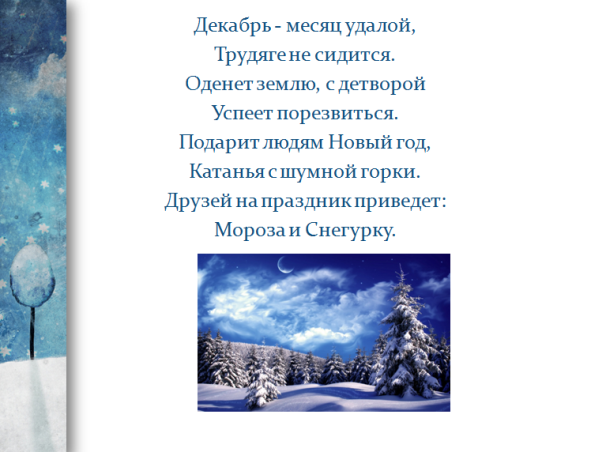 Декабрь - месяц удалой,
Трудяге не сидится.
Оденет землю, с детворой
Успеет порезвиться.
Подарит людям Новый год,
Катанья с шумной горки.
Друзей на праздник приведет:
Мороза и Снегурку.